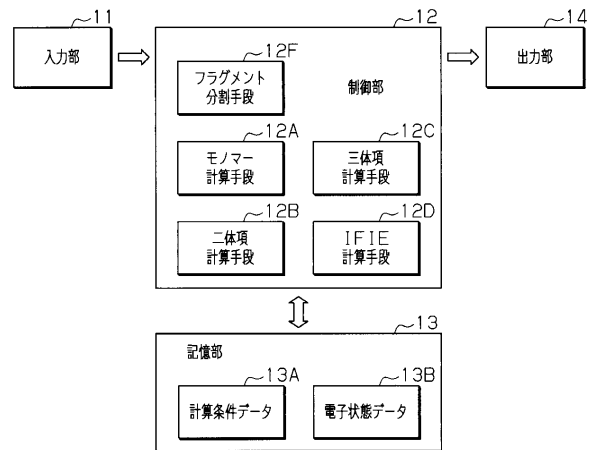 11
入力部
12
制御部
12F
フラグメント
分割手段
12A
モノマー
計算手段
12C
三体項
計算手段
12B
二体項
計算手段
12D
IFIE
計算手段
14
出力部
13
記憶部
13A
計算条件データ
13B
電子状態データ